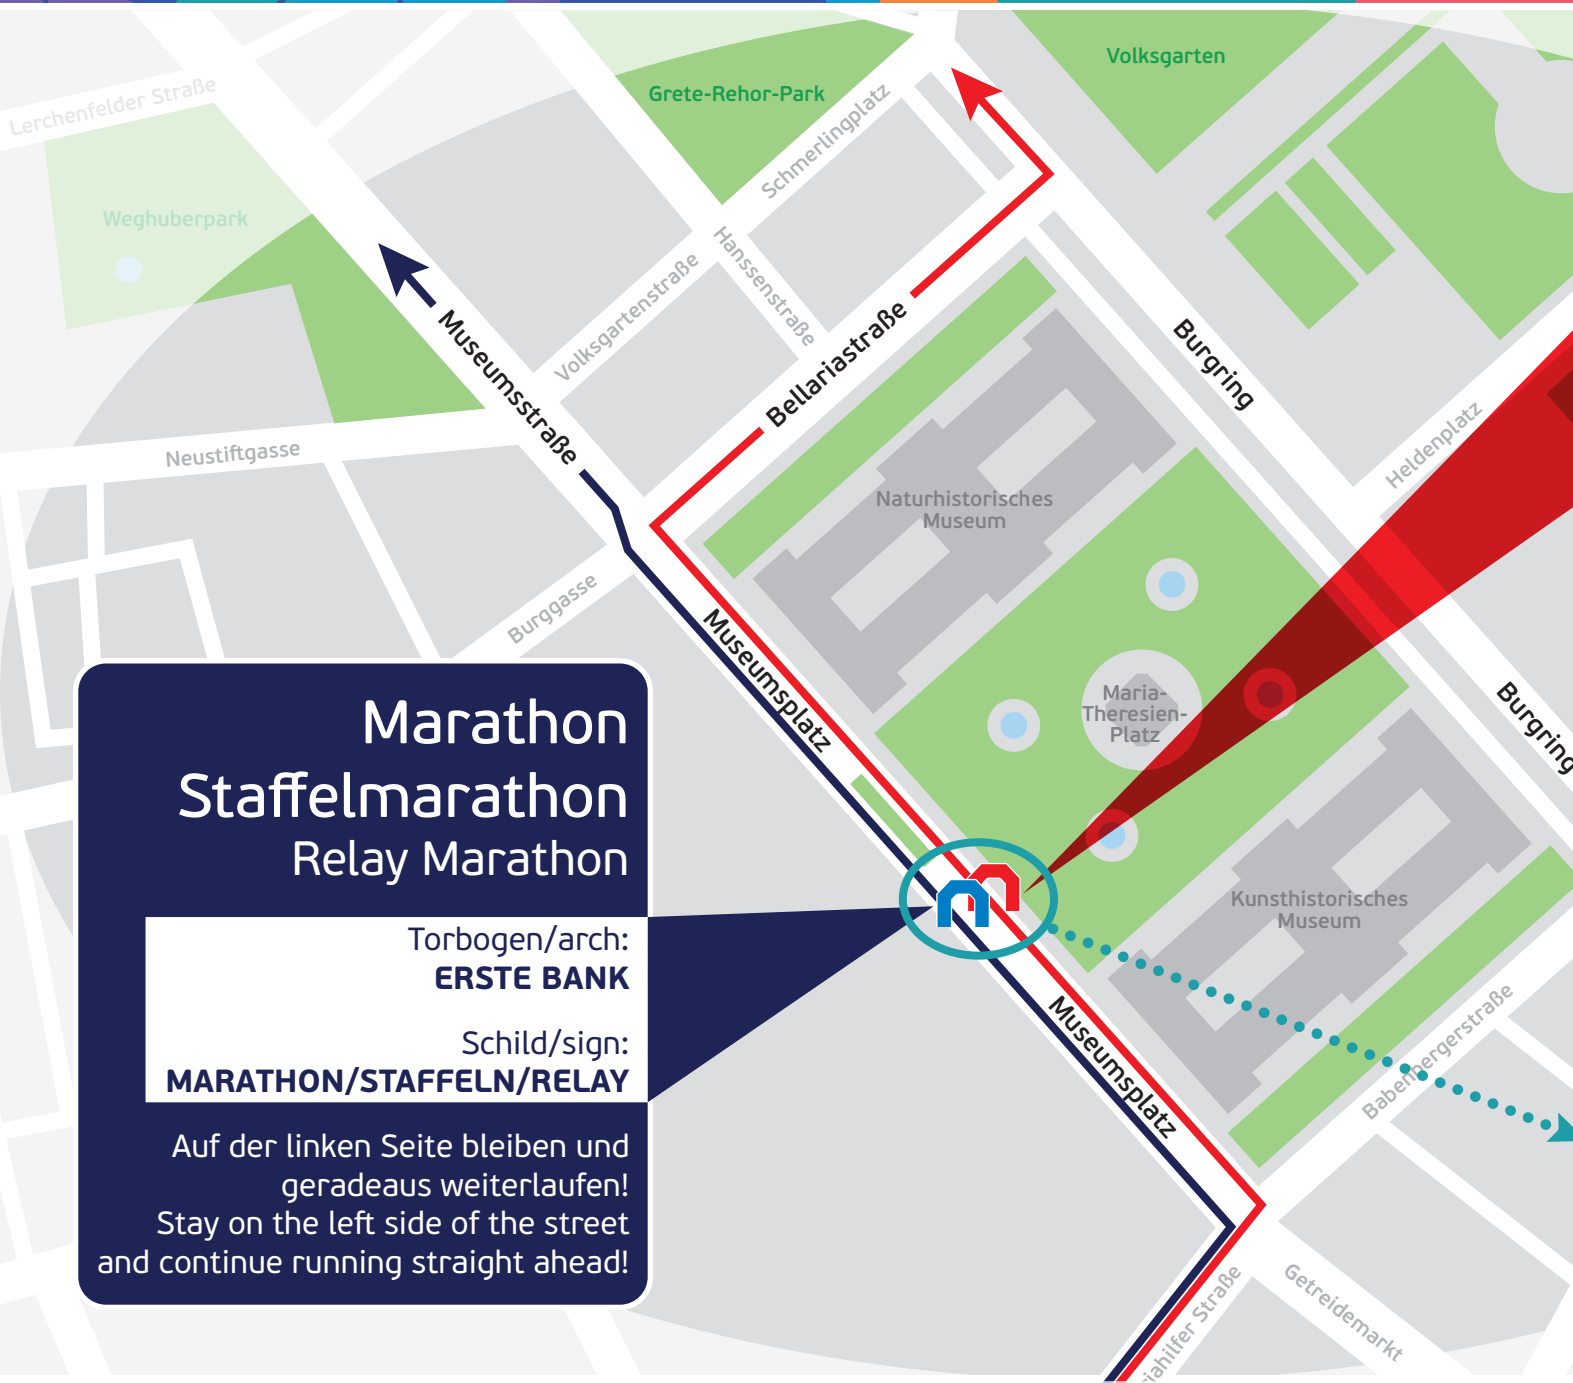 Volksgarten
Grete-Rehor-Park
Lerchenfelder Straße
Schmerlingplatz
Weghuberpark
Hanssenstraße
Volksgartenstraße
Museumsstraße
Bellariastraße
Burgring
Heldenplatz
Neustiftgasse
Naturhistorisches
Museum
Burggasse
Museumsplatz
Maria-
Theresien-
Platz
Burgring
Kunsthistorisches
Museum
Museumsplatz
Babenbergerstraße
Getreidemarkt
iahilfer Straße
Marathon
Staffelmarathon
Relay Marathon
Torbogen/arch:
ERSTE BANK
Schild/sign:
MARATHON/STAFFELN/RELAY
Auf der linken Seite bleiben und
geradeaus weiterlaufen!
Stay on the left side of the street
and continue running straight ahead!